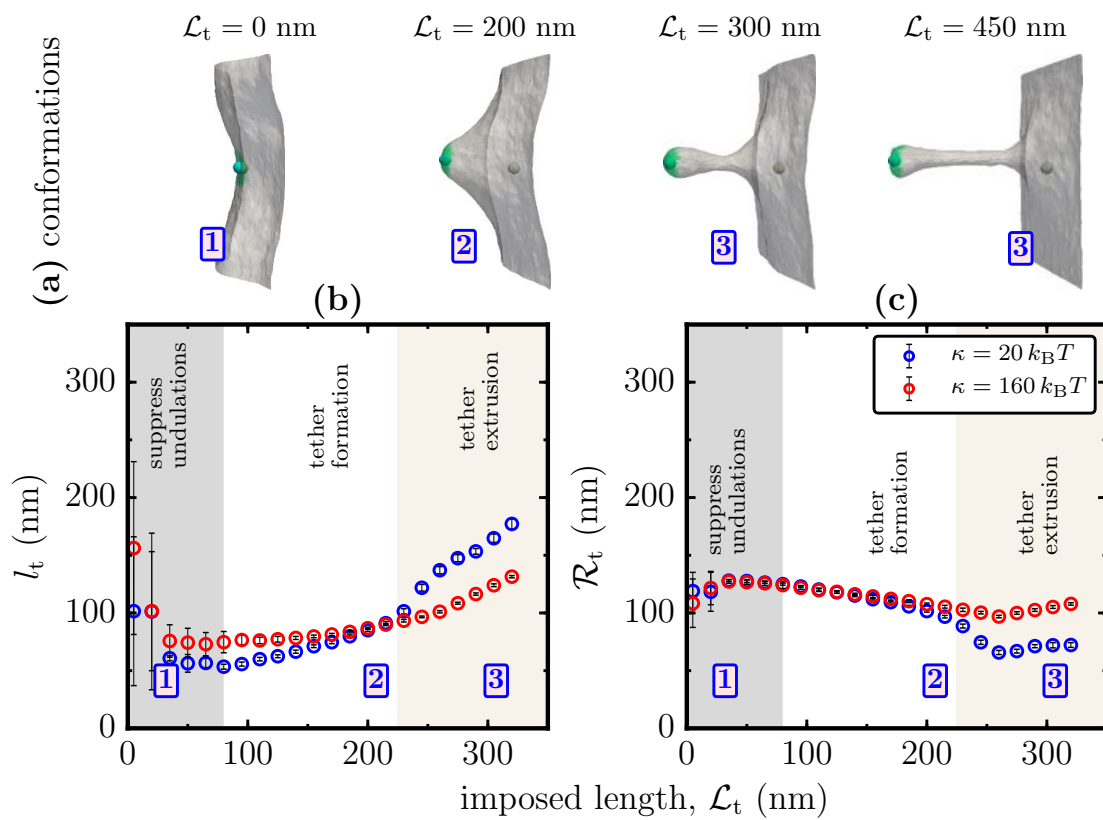 ℒt = 0 nm
ℒt = 200 nm
ℒt = 300 nm
ℒt = 450 nm
(a) conformations
1
2
3
3
(b)
(c)
300
200
100
0
lt (nm)
suppress
undulations
tether
formation
tether
extrusion
1
2
3
0
100
200
300
300
200
100
0
ℛt (nm)
κ = 20 kBT
κ = 160 kBT
suppress
undulations
tether
formation
tether
extrusion
1
2
3
0
100
200
300
imposed length, ℒt (nm)